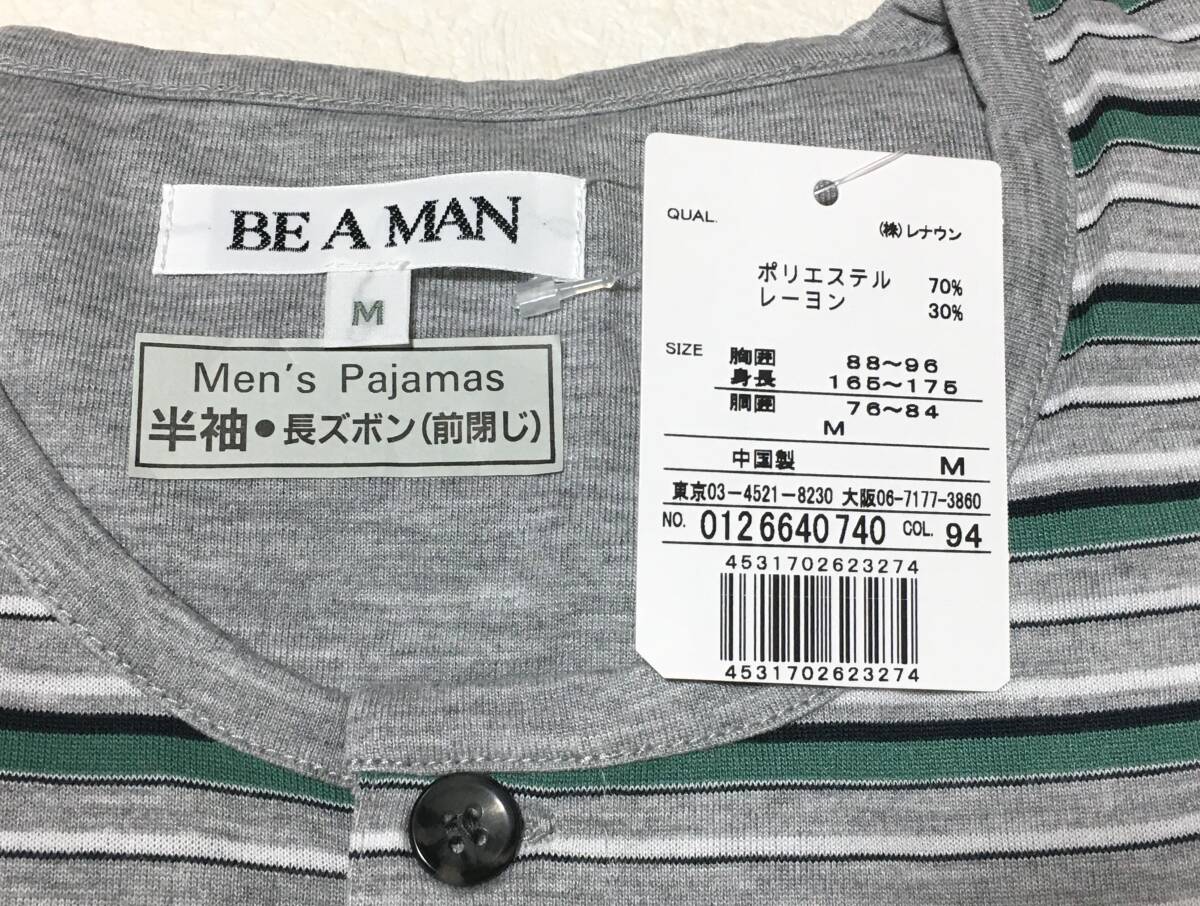 BE A MAN
M
Men's Pajamas
半袖●長ズボン(前閉じ)
QUAL.
(株)レナウン
ポリエステル 70%
レーヨン 30%
SIZE 胸囲 88〜96
身長 165〜175
胴囲 76〜84
M
中国製 M
東京03-4521-8230 大阪06-7177-3860
NO. 0126640740 COL. 94
4531702623274
4531702623274